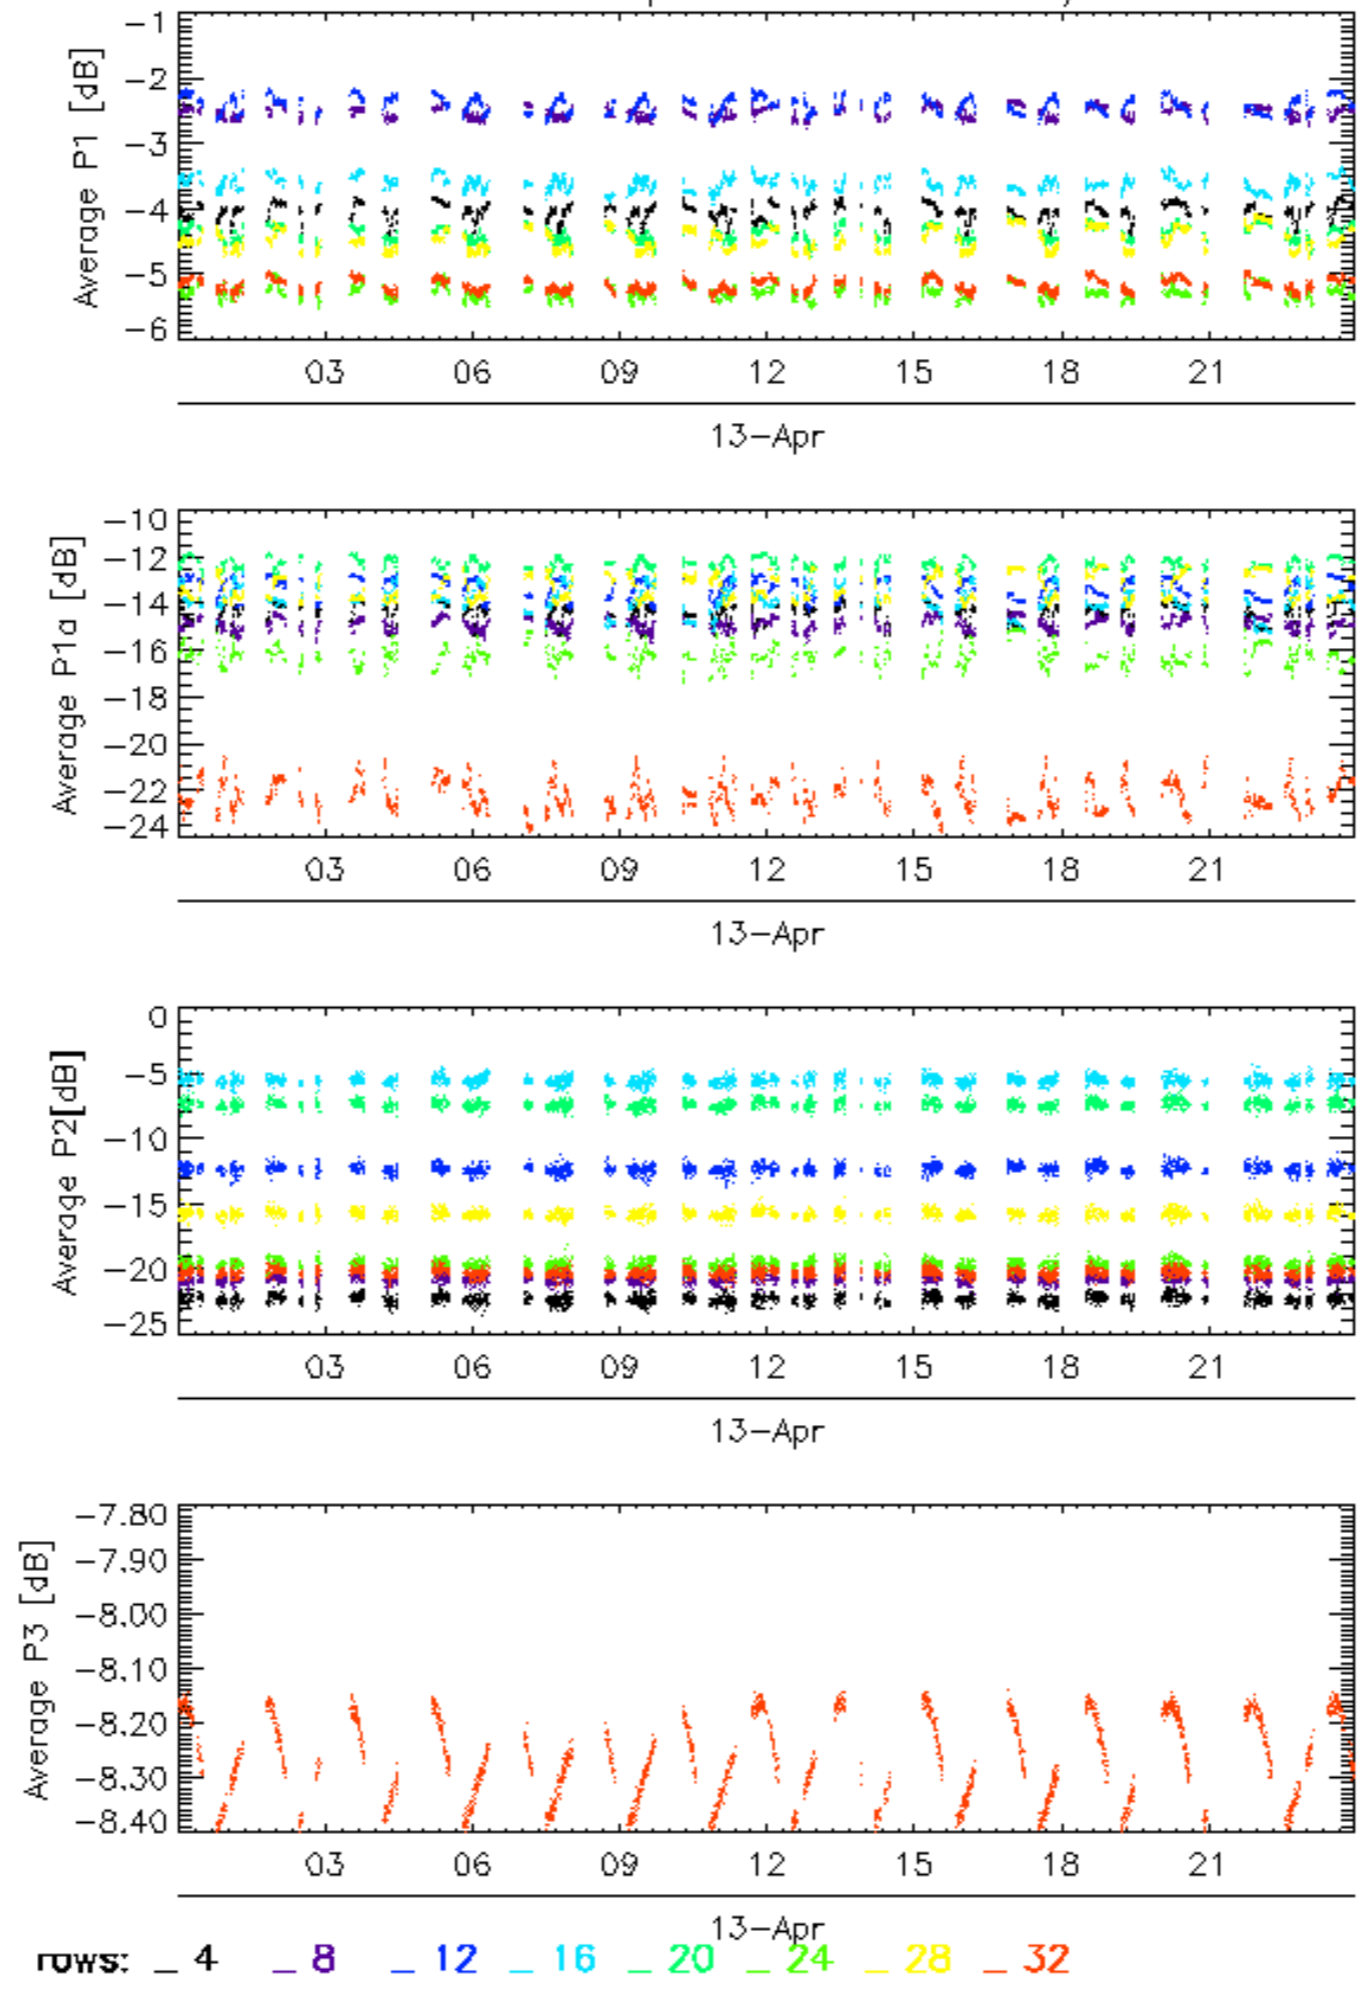 Average P1 [dB]
-1
-2
-3
-4
-5
-6
03 06 09 12 15 18 21
13-Apr
Average P1a [dB]
-10
-12
-14
-16
-18
-20
-22
-24
03 06 09 12 15 18 21
13-Apr
Average P2[dB]
0
-5
-10
-15
-20
-25
03 06 09 12 15 18 21
13-Apr
Average P3 [dB]
-7.80
-7.90
-8.00
-8.10
-8.20
-8.30
-8.40
03 06 09 12 15 18 21
13-Apr
rows: _ 4 _ 8 _ 12 _ 16 _ 20 _ 24 _ 28 _ 32